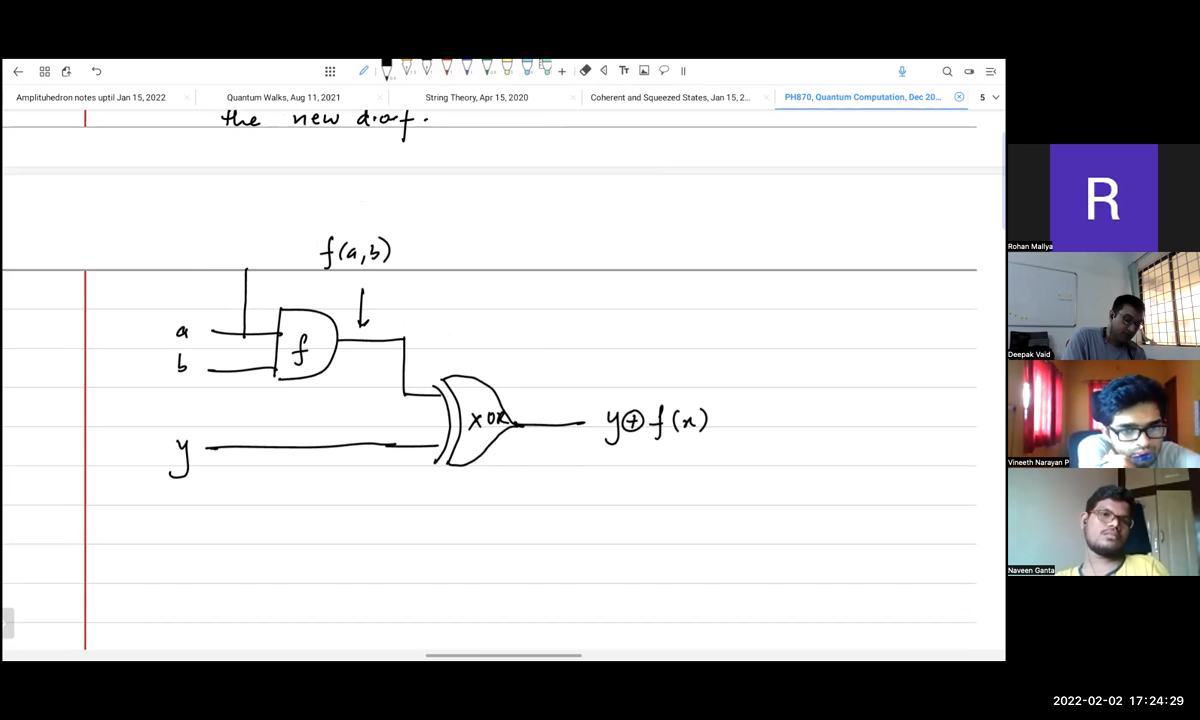 Tт
Amplituhedron notes uptil Jan 15, 2022
Quantum Walks, Aug 11, 2021
String Theory, Apr 15, 2020
Coherent and Squeezed States, Jan 15, 2...
PH870, Quantum Computation, Dec 20...
5
the new draf.
f(a,b)
a
b
f
XOR
y⊕f(x)
y
R
Rohan Mallya
Deepak Vaid
Vineeth Narayan P
Naveen Ganta
2022-02-02 17:24:29